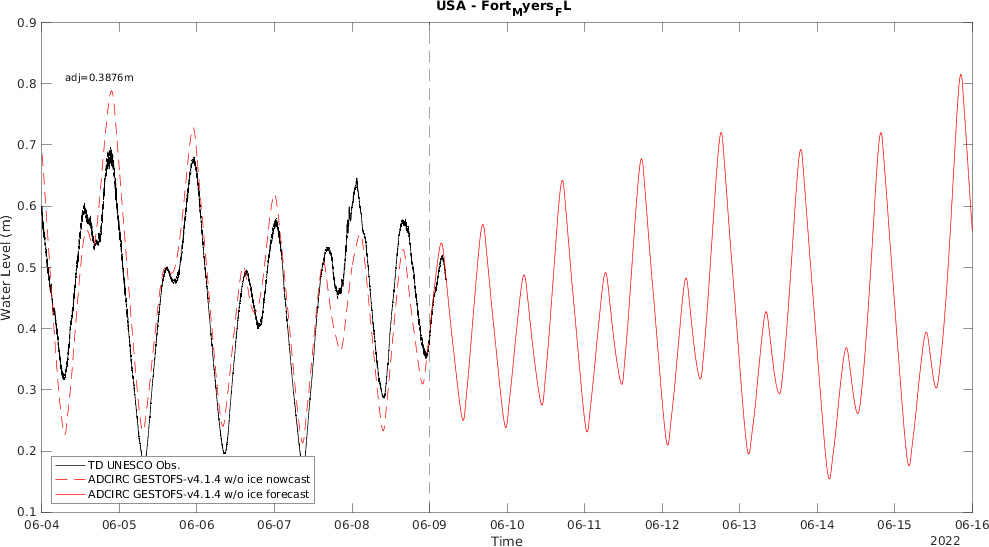 USA - Fort_Myers_FL
adj=0.3876m
0.9
0.8
0.7
0.6
0.5
0.4
0.3
0.2
0.1
Water Level (m)
TD UNESCO Obs.
ADCIRC GESTOFS-v4.1.4 w/o ice nowcast
ADCIRC GESTOFS-v4.1.4 w/o ice forecast
06-04 06-05 06-06 06-07 06-08 06-09 06-10 06-11 06-12 06-13 06-14 06-15 06-16
Time
2022